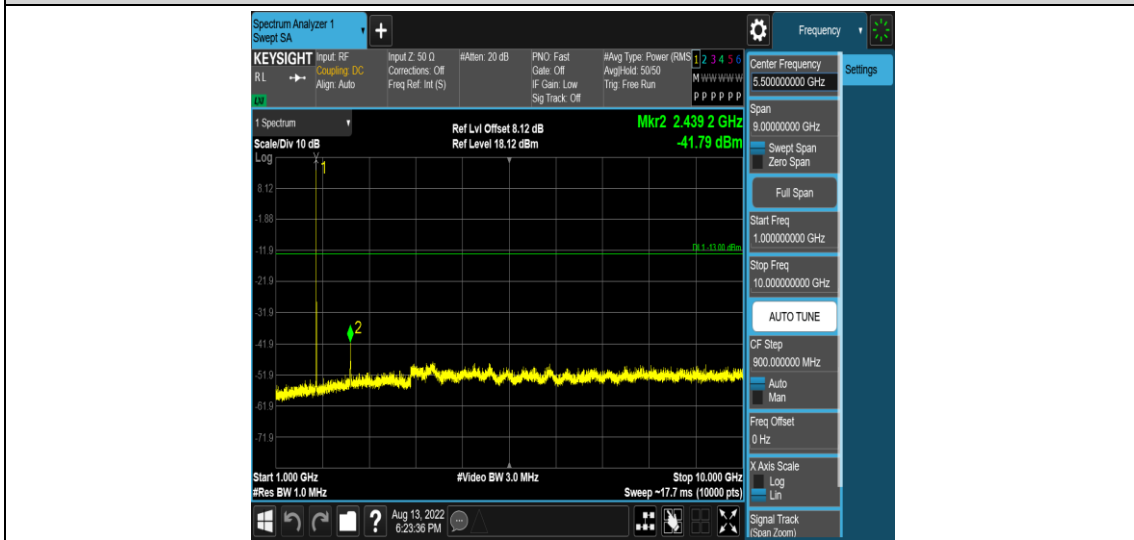 Spectrum Analyzer 1
Swept SA
Frequency
KEYSIGHT
RL
Input: RF
Coupling: DC
Align: Auto
Input Z: 50 Ω
Corrections: Off
Freq Ref: Int (S)
#Atten: 20 dB
PNO: Fast
Gate: Off
IF Gain: Low
Sig Track: Off
#Avg Type: Power (RMS
Avg|Hold: 50/50
Trig: Free Run
1 2 3 4 5 6
M W W W W W
P P P P P P
1 Spectrum
Scale/Div 10 dB
Log
Ref Lvl Offset 8.12 dB
Ref Level 18.12 dBm
Mkr2 2.439 2 GHz
-41.79 dBm
1
8.12
-1.88
-11.9
DL1 -13.00 dBm
-21.9
-31.9
2
-41.9
-51.9
-61.9
-71.9
Start 1.000 GHz
#Res BW 1.0 MHz
#Video BW 3.0 MHz
Stop 10.000 GHz
Sweep ~17.7 ms (10000 pts)
Aug 13, 2022
6:23:36 PM
Center Frequency
5.50000000 GHz
Settings
Span
9.00000000 GHz
Swept Span
Zero Span
Full Span
Start Freq
1.000000000 GHz
Stop Freq
10.000000000 GHz
AUTO TUNE
CF Step
900.000000 MHz
Auto
Man
Freq Offset
0 Hz
X Axis Scale
Log
Lin
Signal Track
(Span Zoom)